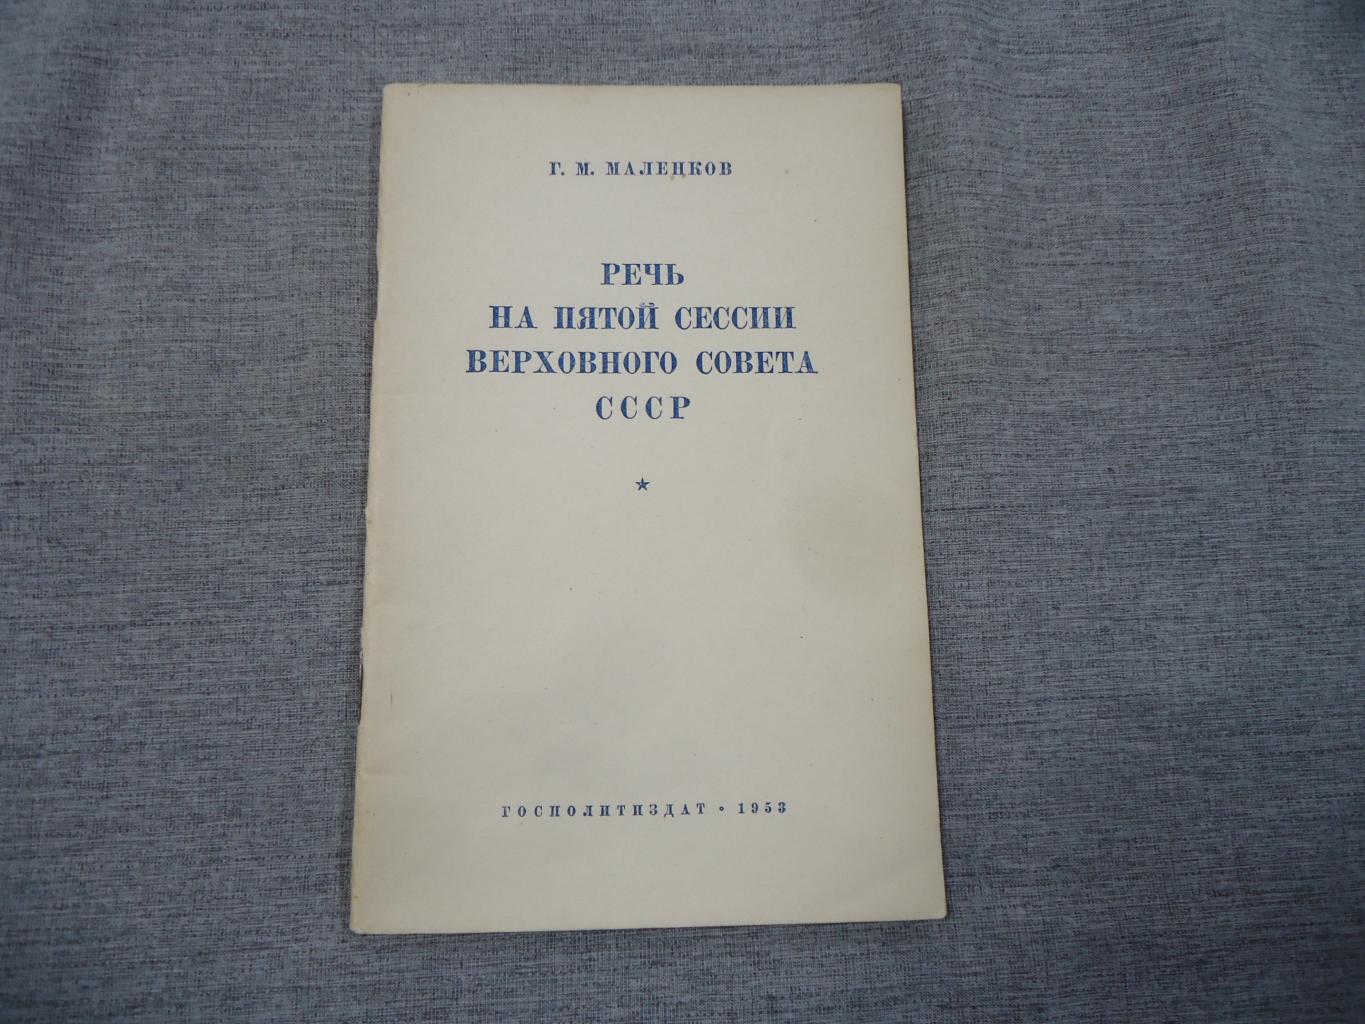 Г. М. МАЛЕНКОВ
РЕЧЬ
НА ПЯТОЙ СЕССИИ
ВЕРХОВНОГО СОВЕТА
СССР
ГОСПОЛИТИЗДАТ • 1953